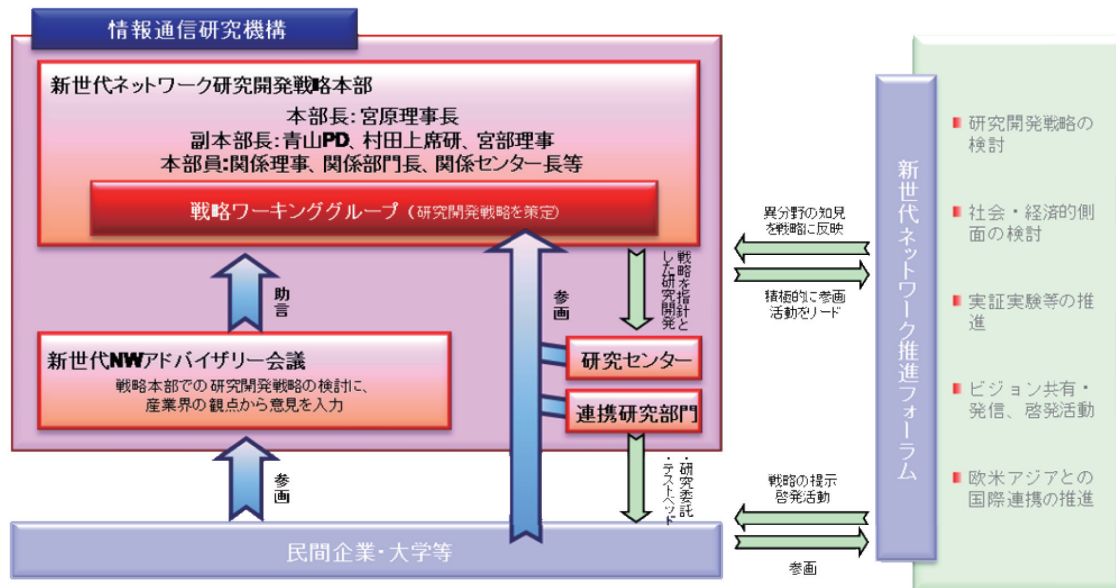 情報通信研究機構
新世代ネットワーク研究開発戦略本部
本部長：宮原理事長
副本部長：青山PD、村田上席研、宮部理事
本部員：関係理事、関係部門長、関係センター長等
戦略ワーキンググループ（研究開発戦略を策定）
助言
参画
戦略を指針と
した研究開発
新世代NWアドバイザリー会議
戦略本部での研究開発戦略の検討に、
産業界の観点から意見を入力
研究センター
連携研究部門
参画
・研究委託
・テストベッド
民間企業・大学等
異分野の知見
を戦略に反映
積極的に参画
活動をリード
戦略の提示
啓発活動
参画
新世代ネットワーク推進フォーラム
研究開発戦略の
検討
社会・経済的側
面の検討
実証実験等の推
進
ビジョン共有・
発信、啓発活動
欧米アジアとの
国際連携の推進